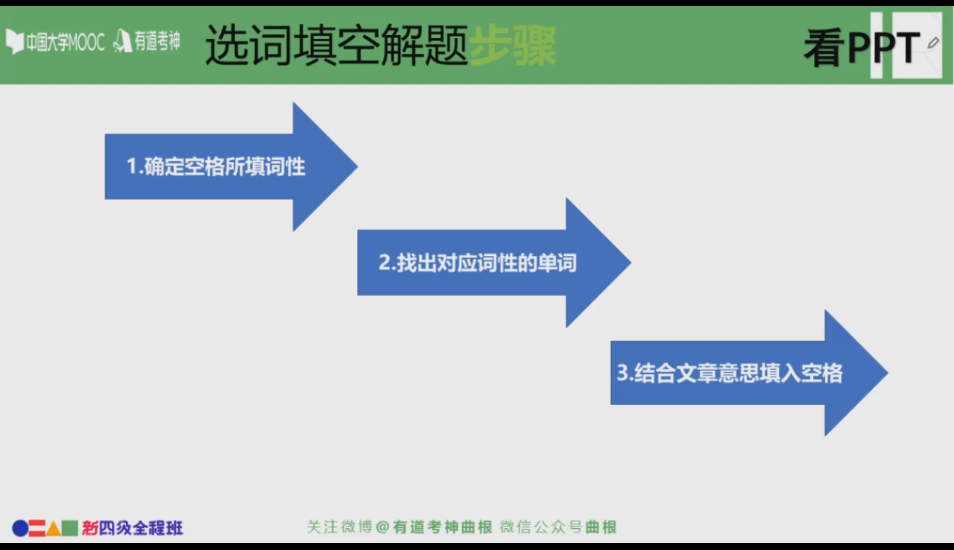 中国大学MOOC 有道考神 选词填空解题步骤 看PPT
1.确定空格所填词性
2.找出对应词性的单词
3.结合文章意思填入空格
新四级全程班 关注微博@有道考神曲根 微信公众号曲根